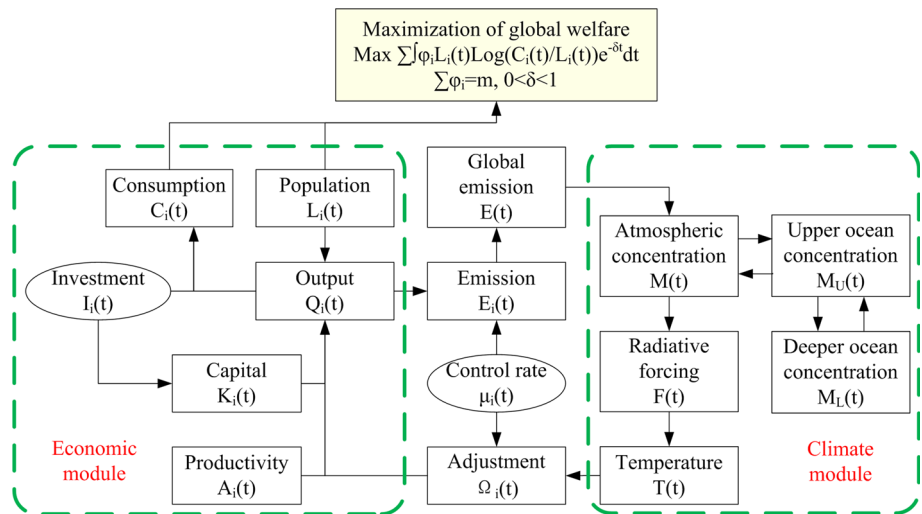 Maximization of global welfare
Max ∑∫φᵢLᵢ(t)Log(Cᵢ(t)/Lᵢ(t))e⁻ᵟᵗdt
∑φᵢ=m, 0<δ<1
Consumption
Cᵢ(t)
Population
Lᵢ(t)
Global
emission
E(t)
Atmospheric
concentration
M(t)
Upper ocean
concentration
M_U(t)
Investment
Iᵢ(t)
Output
Qᵢ(t)
Emission
Eᵢ(t)
Capital
Kᵢ(t)
Control rate
μᵢ(t)
Radiative
forcing
F(t)
Deeper ocean
concentration
M_L(t)
Economic
module
Productivity
Aᵢ(t)
Adjustment
Ωᵢ(t)
Temperature
T(t)
Climate
module